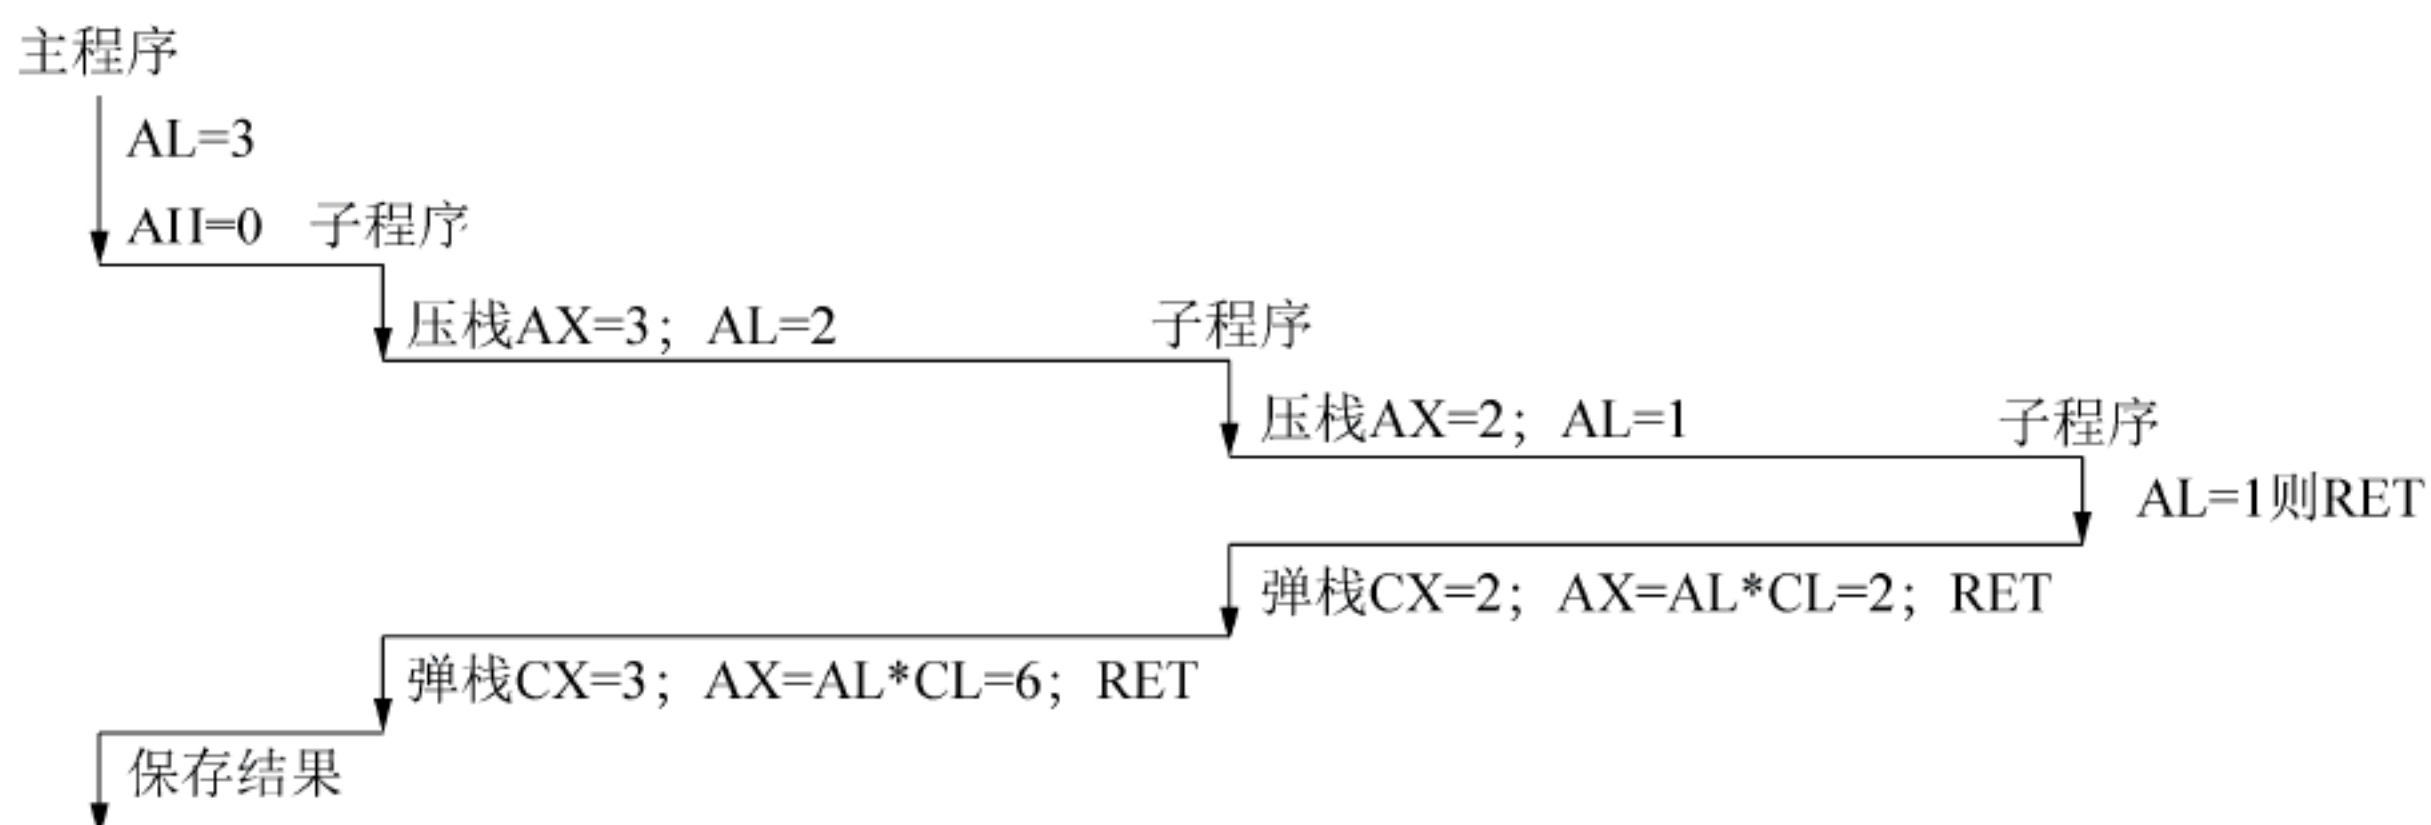 主程序
AL=3
AH=0 子程序
压栈AX=3；AL=2 子程序
压栈AX=2；AL=1 子程序
AL=1则RET
弹栈CX=2；AX=AL*CL=2；RET
弹栈CX=3；AX=AL*CL=6；RET
保存结果